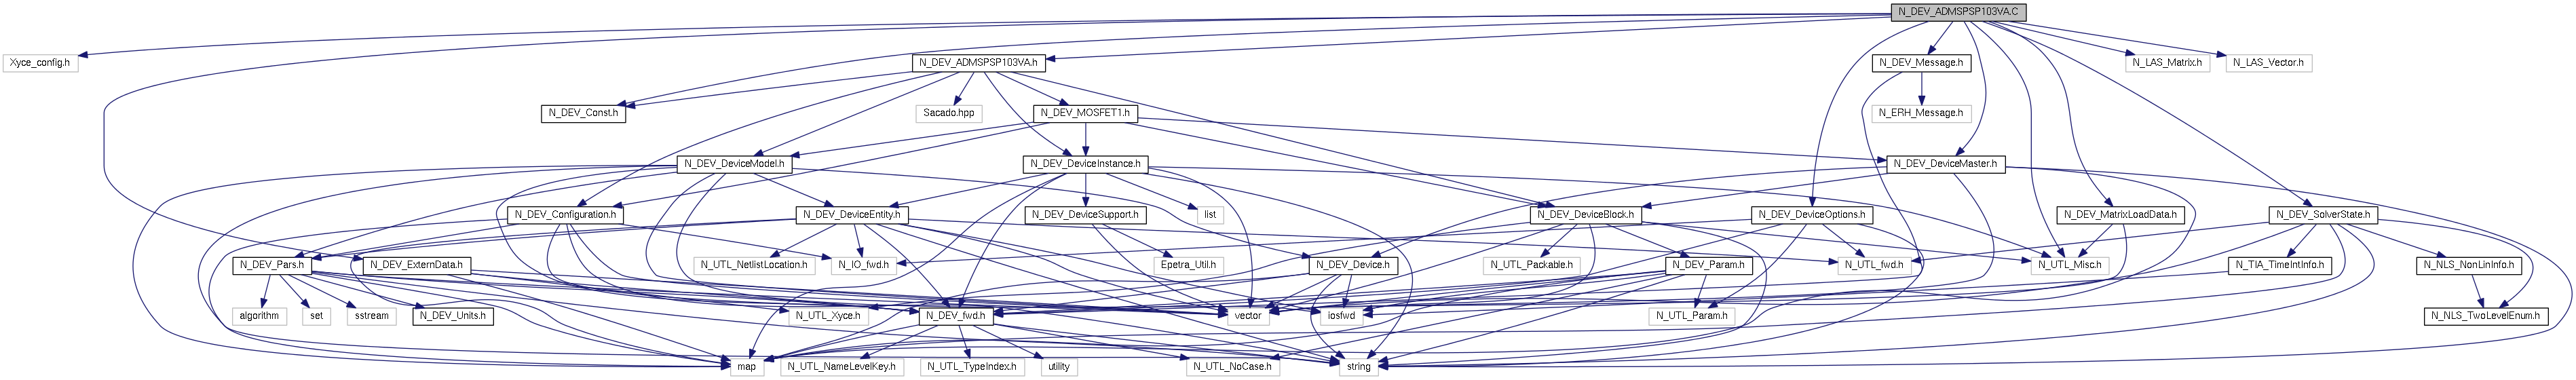 N_DEV_ADMSPSP103VA.C
Xyce_config.h
N_DEV_ADMSPSP103VA.h
N_DEV_Message.h
N_LAS_Matrix.h
N_LAS_Vector.h
N_DEV_Const.h
Sacado.hpp
N_DEV_MOSFET1.h
N_ERH_Message.h
N_DEV_DeviceModel.h
N_DEV_DeviceInstance.h
N_DEV_DeviceMaster.h
N_DEV_Configuration.h
N_DEV_DeviceEntity.h
N_DEV_DeviceSupport.h
list
N_DEV_DeviceBlock.h
N_DEV_DeviceOptions.h
N_DEV_MatrixLoadData.h
N_DEV_SolverState.h
N_DEV_Pars.h
N_DEV_ExternData.h
N_UTL_NetlistLocation.h
N_IO_fwd.h
Epetra_Util.h
N_UTL_Packable.h
N_DEV_Device.h
N_DEV_Param.h
N_UTL_fwd.h
N_UTL_Misc.h
N_TIA_TimeIntInfo.h
N_NLS_NonLinInfo.h
algorithm
set
sstream
N_DEV_Units.h
N_UTL_Xyce.h
N_DEV_fwd.h
vector
iosfwd
N_UTL_Param.h
N_NLS_TwoLevelEnum.h
map
N_UTL_NameLevelKey.h
N_UTL_TypeIndex.h
utility
N_UTL_NoCase.h
string